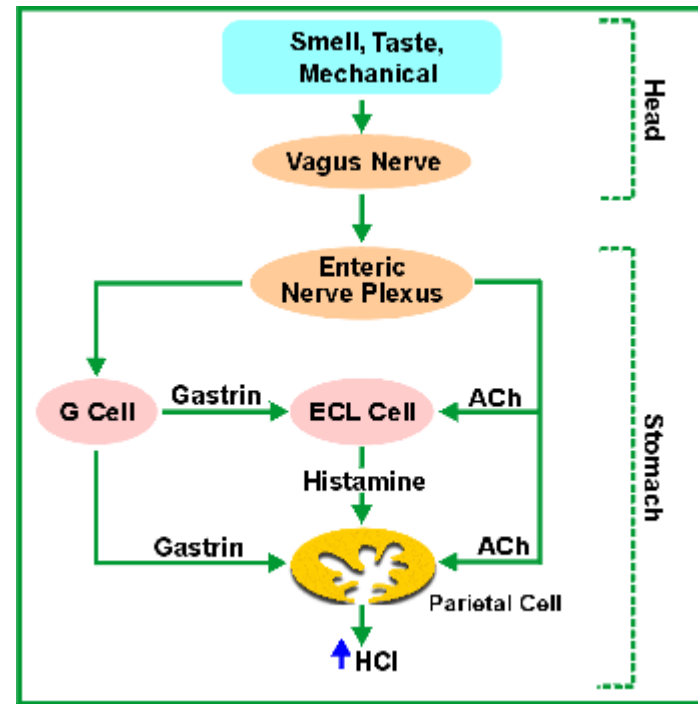 Smell, Taste,
Mechanical
Head
Vagus Nerve
Enteric
Nerve Plexus
Gastrin
ACh
G Cell
ECL Cell
Stomach
Histamine
Gastrin
ACh
Parietal Cell
HCl